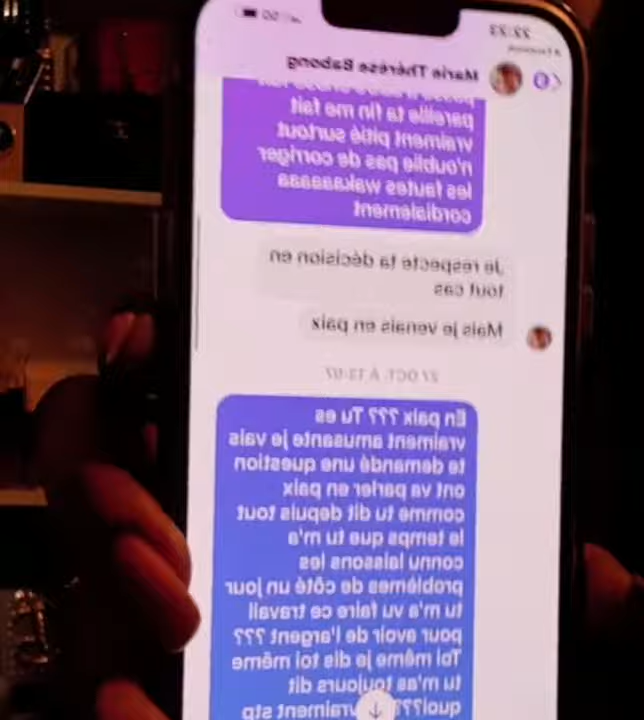 22:33
Marie Thérèse Babong
pareille ta fin me fait
vraiment pitié surtout
n'oublie pas de corriger
les fautes wakaaaaaa
cordialement
Je respecte ta décision en
tout cas
Mais je venais en paix
27 OCT. À 13:07
En paix ??? Tu es
vraiment amusante je vais
te demandé une question
ont va parler en paix
comme tu dit depuis tout
le temps que tu m'a
connu laissons les
problèmes de côté un jour
tu m'a vu faire ce travail
pour avoir de l'argent ???
Toi même je dis toi même
tu m'as toujours dit
quoi??? vraiment stp